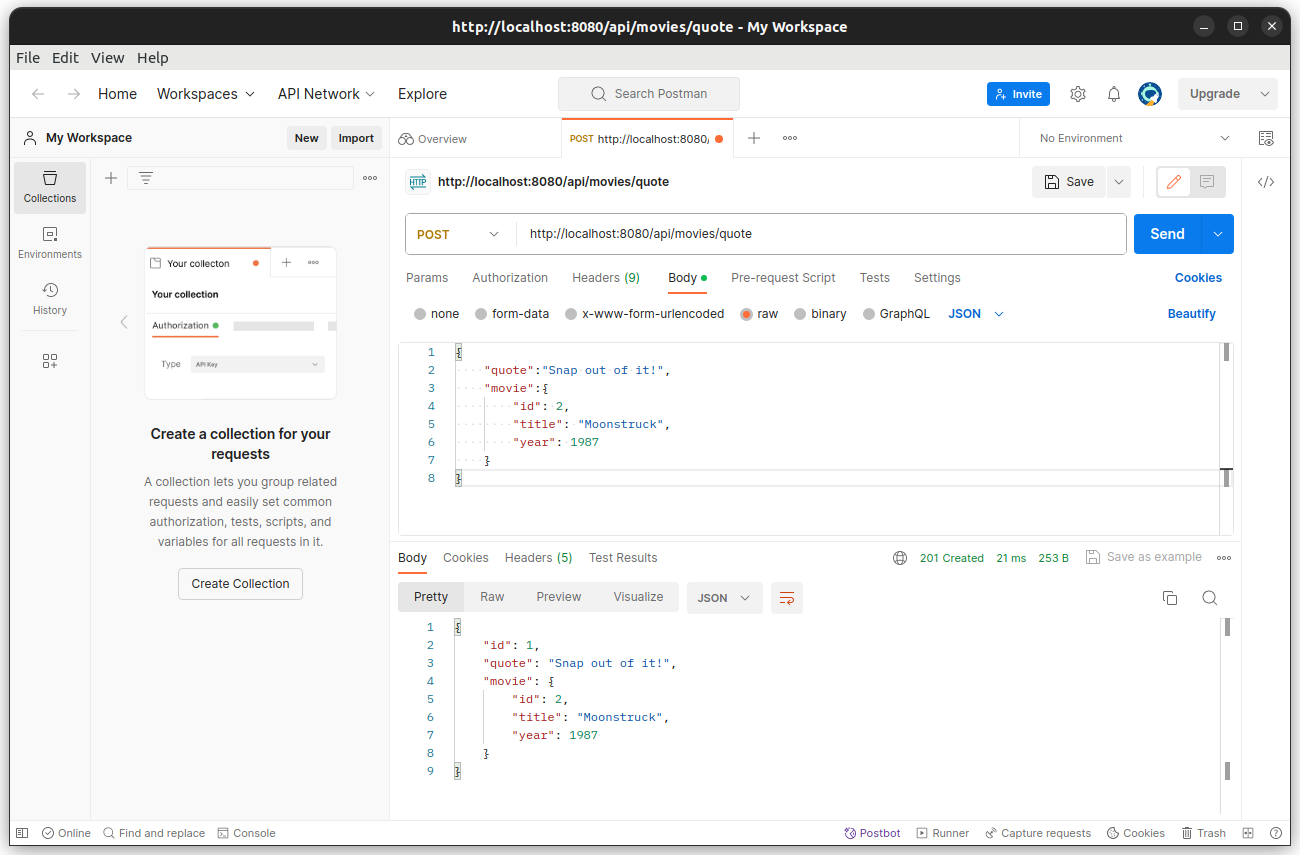 http://localhost:8080/api/movies/quote - My Workspace
File Edit View Help
Home Workspaces API Network Explore Search Postman Invite Upgrade
My Workspace New Import Overview POST http://localhost:8080/ No Environment
Collections
Environments
History
Your collecton
Your collection
Authorization
Type API Key
Create a collection for your
requests
A collection lets you group related
requests and easily set common
authorization, tests, scripts, and
variables for all requests in it.
Create Collection
HTTP http://localhost:8080/api/movies/quote Save
POST http://localhost:8080/api/movies/quote Send
Params Authorization Headers (9) Body Pre-request Script Tests Settings Cookies
none form-data x-www-form-urlencoded raw binary GraphQL JSON Beautify
1 {
2 "quote":"Snap out of it!",
3 "movie":{
4 "id": 2,
5 "title": "Moonstruck",
6 "year": 1987
7 }
8 }
Body Cookies Headers (5) Test Results 201 Created 21 ms 253 B Save as example
Pretty Raw Preview Visualize JSON
1 {
2 "id": 1,
3 "quote": "Snap out of it!",
4 "movie": {
5 "id": 2,
6 "title": "Moonstruck",
7 "year": 1987
8 }
9 }
Online Find and replace Console Postbot Runner Capture requests Cookies Trash